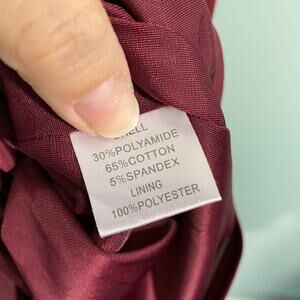 SHELL
30%POLYAMIDE
65%COTTON
5%SPANDEX
LINING
100%POLYESTER